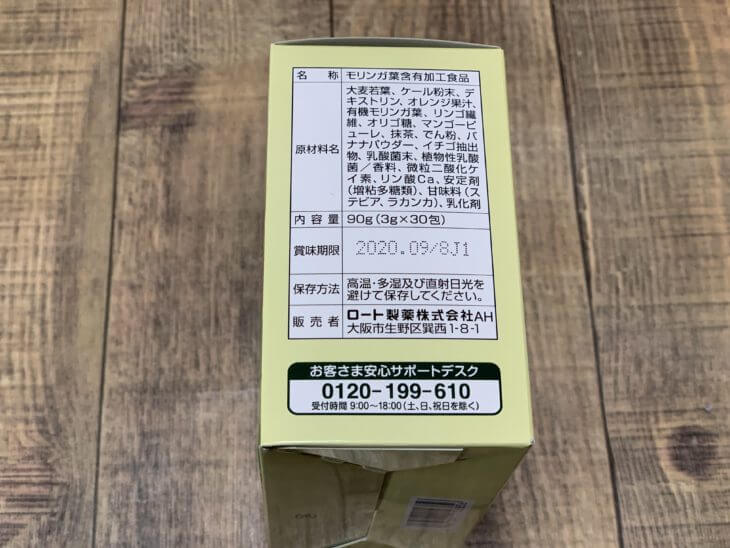 名称 モリンガ葉含有加工食品
原材料名 大麦若葉、ケール粉末、デ
キストリン、オレンジ果汁、
有機モリンガ葉、リンゴ繊
維、オリゴ糖、マンゴーピュ
ーレ、抹茶、でん粉、バ
ナナパウダー、イチゴ抽出
物、乳酸菌末、植物性乳酸
菌／香料、微粒二酸化ケ
イ素、リン酸Ca、安定剤
(増粘多糖類)、甘味料(ス
テビア、ラカンカ)、乳化剤
内容量 90g(3g×30包)
賞味期限 2020.09/8J1
保存方法 高温・多湿及び直射日光を
避けて保存してください。
販売者 ロート製薬株式会社AH
大阪市生野区巽西1-8-1
お客さま安心サポートデスク
0120-199-610
受付時間 9:00〜18:00(土、日、祝日を除く)